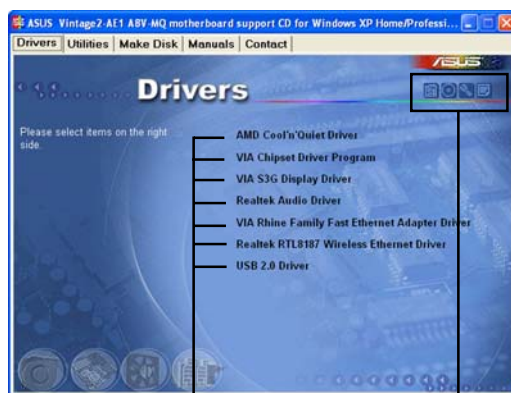 ASUS Vintage2-AE1 A8V-MQ motherboard support CD for Windows XP Home/Professi...
Drivers Utilities Make Disk Manuals Contact
ASUS
Drivers
Please select items on the right side.
AMD Cool'n'Quiet Driver
VIA Chipset Driver Program
VIA S3G Display Driver
Realtek Audio Driver
VIA Rhine Family Fast Ethernet Adapter Driver
Realtek RTL8187 Wireless Ethernet Driver
USB 2.0 Driver